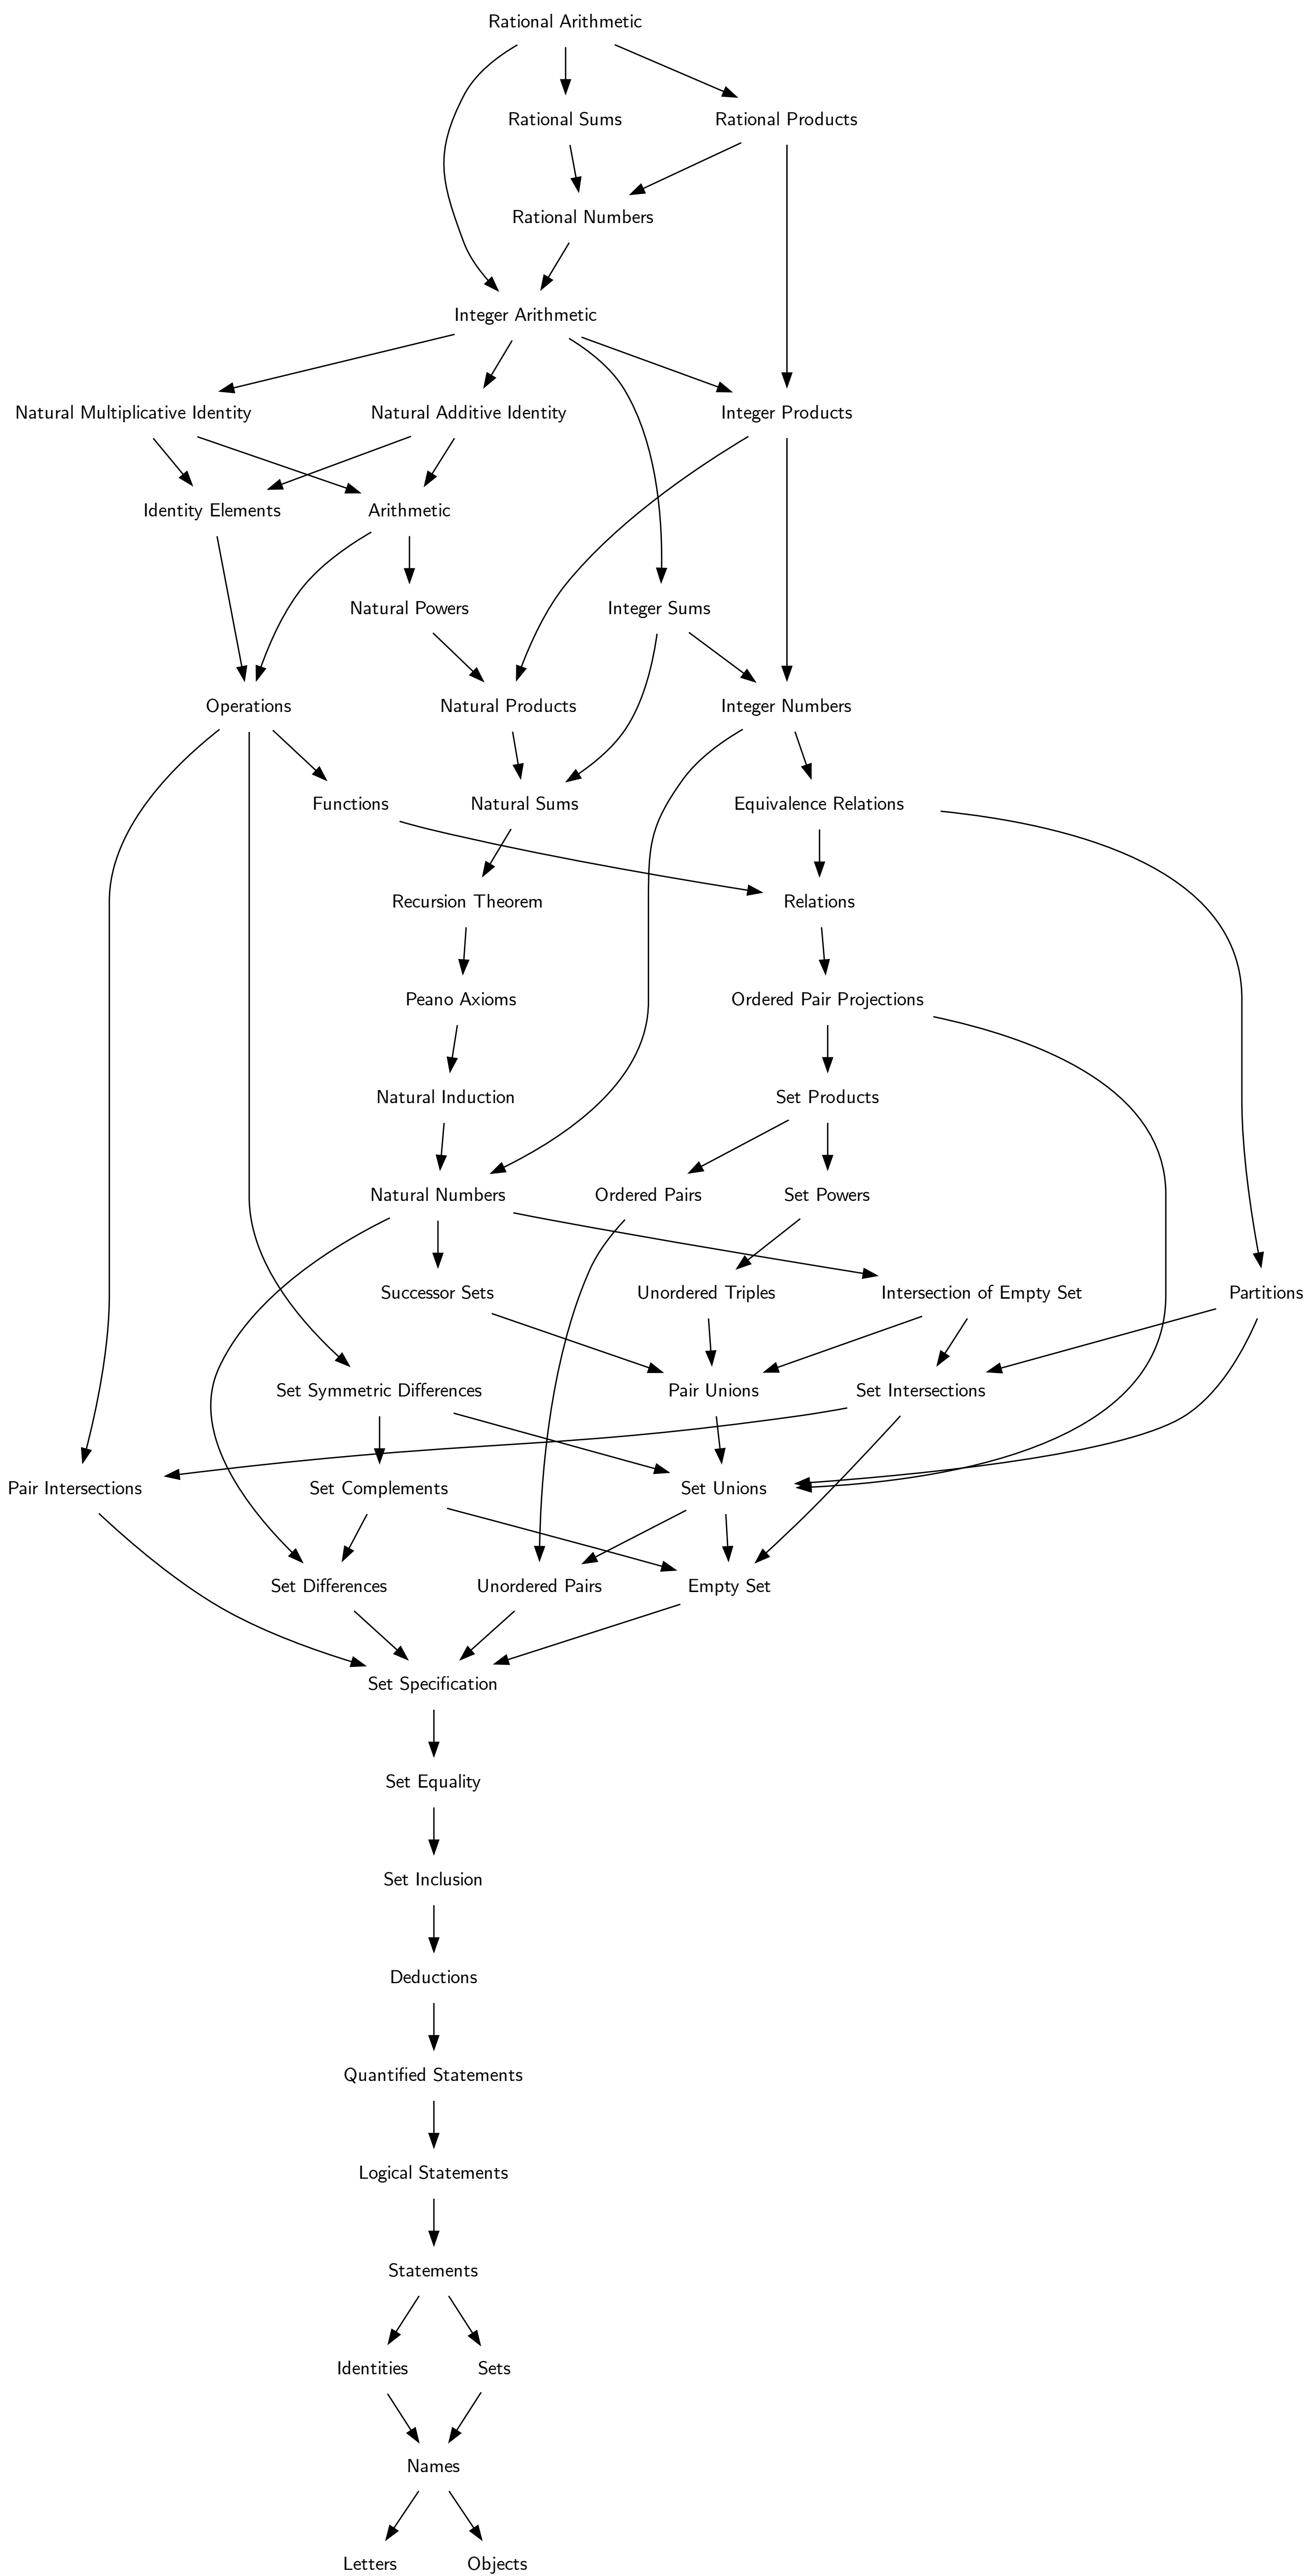 Rational Arithmetic
Rational Sums
Rational Products
Rational Numbers
Integer Arithmetic
Natural Multiplicative Identity
Natural Additive Identity
Integer Products
Identity Elements
Arithmetic
Natural Powers
Integer Sums
Operations
Natural Products
Integer Numbers
Functions
Natural Sums
Equivalence Relations
Recursion Theorem
Relations
Peano Axioms
Ordered Pair Projections
Natural Induction
Set Products
Natural Numbers
Ordered Pairs
Set Powers
Successor Sets
Unordered Triples
Intersection of Empty Set
Partitions
Set Symmetric Differences
Pair Unions
Set Intersections
Pair Intersections
Set Complements
Set Unions
Set Differences
Unordered Pairs
Empty Set
Set Specification
Set Equality
Set Inclusion
Deductions
Quantified Statements
Logical Statements
Statements
Identities
Sets
Names
Letters
Objects